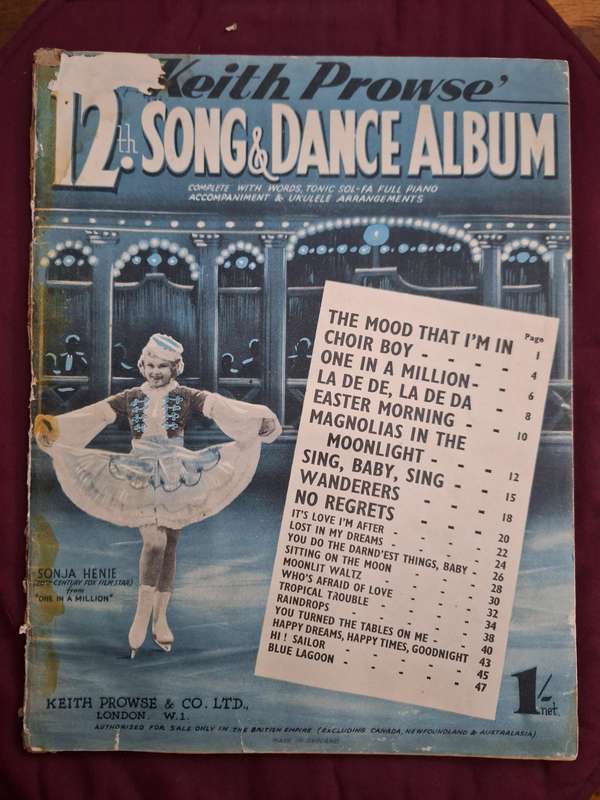 Keith Prowse'
12th. SONG & DANCE ALBUM
COMPLETE WITH WORDS, TONIC SOL-FA FULL PIANO
ACCOMPANIMENT & UKULELE ARRANGEMENTS
Page
THE MOOD THAT I'M IN 1
CHOIR BOY - - - - 4
ONE IN A MILLION - - 6
LA DE DE, LA DE DA - 8
EASTER MORNING - - 10
MAGNOLIAS IN THE
MOONLIGHT - - - 12
SING, BABY, SING - - 15
WANDERERS - - - 18
NO REGRETS - - - 20
IT'S LOVE I'M AFTER - - - 22
LOST IN MY DREAMS - - - 24
YOU DO THE DARND'EST THINGS, BABY - 26
SITTING ON THE MOON - - - 28
MOONLIT WALTZ - - - 30
WHO'S AFRAID OF LOVE - - - 32
TROPICAL TROUBLE - - - 34
RAINDROPS - - - - 38
YOU TURNED THE TABLES ON ME - - 40
HAPPY DREAMS, HAPPY TIMES, GOODNIGHT 43
HI! SAILOR - - - - 45
BLUE LAGOON - - - - 47
SONJA HENIE
(20TH CENTURY FOX FILM STAR)
from
"ONE IN A MILLION"
1/- net.
KEITH PROWSE & CO. LTD.,
LONDON. W.1.
AUTHORISED FOR SALE ONLY IN THE BRITISH EMPIRE (EXCLUDING CANADA, NEWFOUNDLAND & AUSTRALASIA)
MADE IN ENGLAND